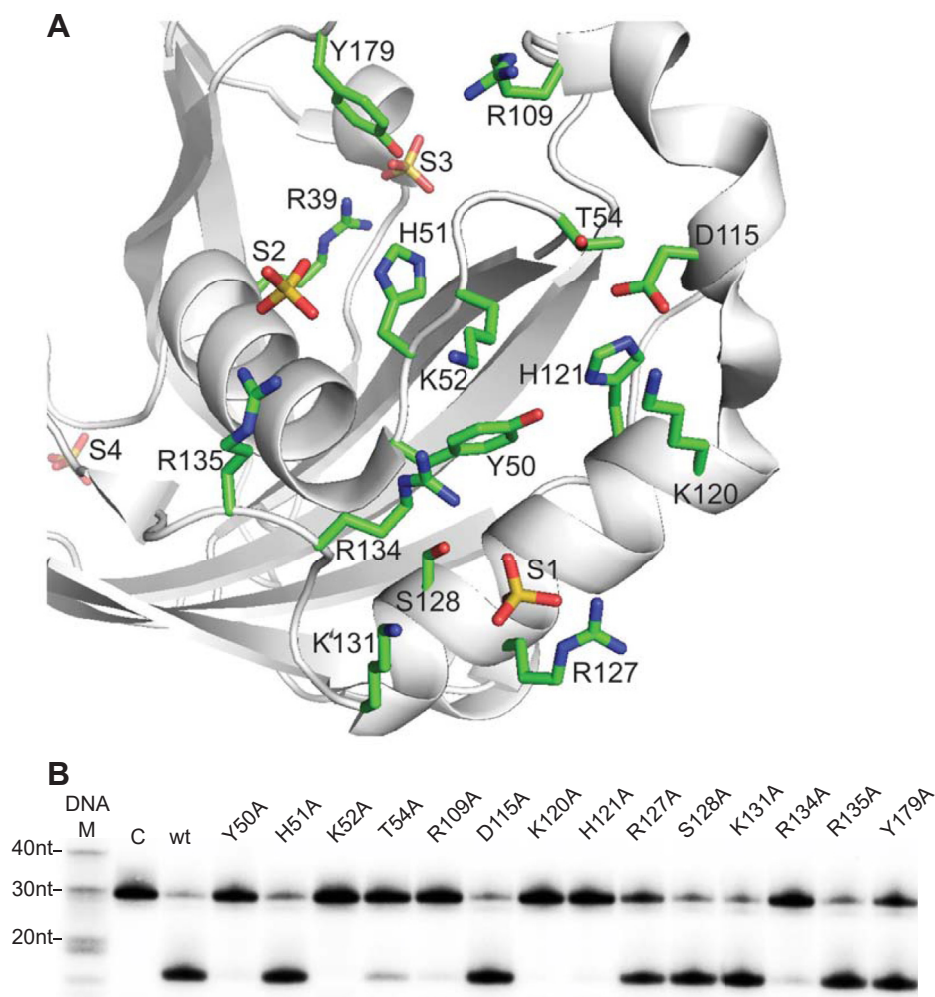 A
Y179
R109
S3
R39
T54
H51
D115
S2
K52
H121
S4
R135
Y50
K120
R134
S1
S128
K131
R127
B
DNA
M
C wt Y50A H51A K52A T54A R109A D115A K120A H121A R127A S128A K131A R134A R135A Y179A
40nt–
30nt–
20nt–